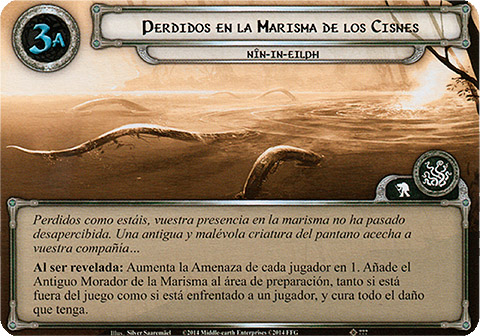 3A
Perdidos en la Marisma de los Cisnes
NÎN-IN-EILPH
Perdidos como estáis, vuestra presencia en la marisma no ha pasado
desapercibida. Una antigua y malévola criatura del pantano acecha a
vuestra compañía...
Al ser revelada: Aumenta la Amenaza de cada jugador en 1. Añade el
Antiguo Morador de la Marisma al área de preparación, tanto si está
fuera del juego como si está enfrentado a un jugador, y cura todo el daño
que tenga.
Illus. Silver Saaremäel ©2014 Middle-earth Enterprises ©2014 FFG